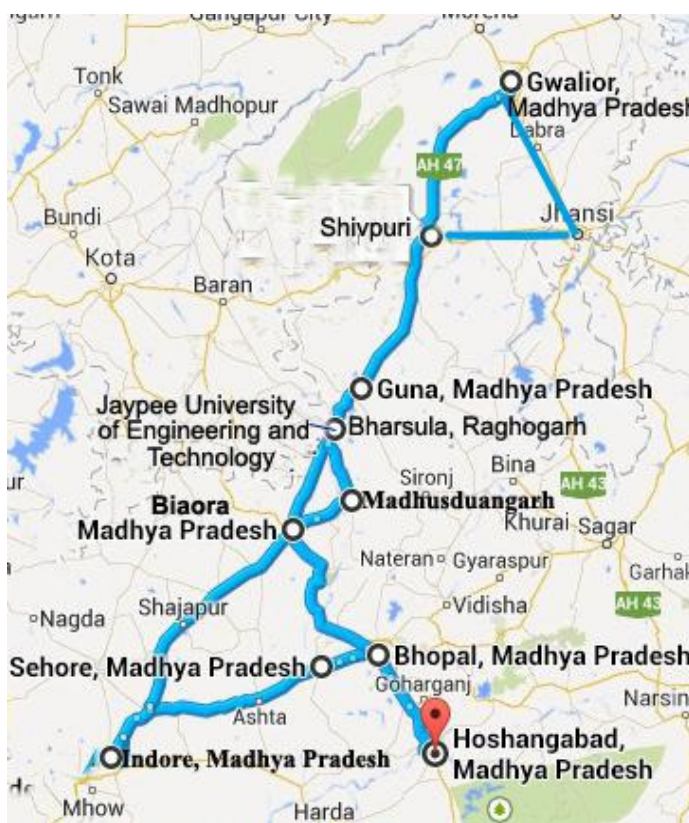 Gangapur City
Morena
Tonk
Sawai Madhopur
Gwalior,
Madhya Pradesh
Dabra
AH 47
Bundi
Shivpuri
Jhansi
Kota
Baran
Guna, Madhya Pradesh
Jaypee University
of Engineering and
Technology
Bharsula, Raghogarh
Sironj
Bina
AH 43
Madhusduangarh
Biaora
Madhya Pradesh
Khurai
Sagar
Nateran
Gyaraspur
Garhak
Shajapur
Vidisha
AH 43
Nagda
Sehore, Madhya Pradesh
Bhopal, Madhya Pradesh
Goharganj
Narsin
Ashta
Hoshangabad,
Madhya Pradesh
Indore, Madhya Pradesh
Mhow
Harda